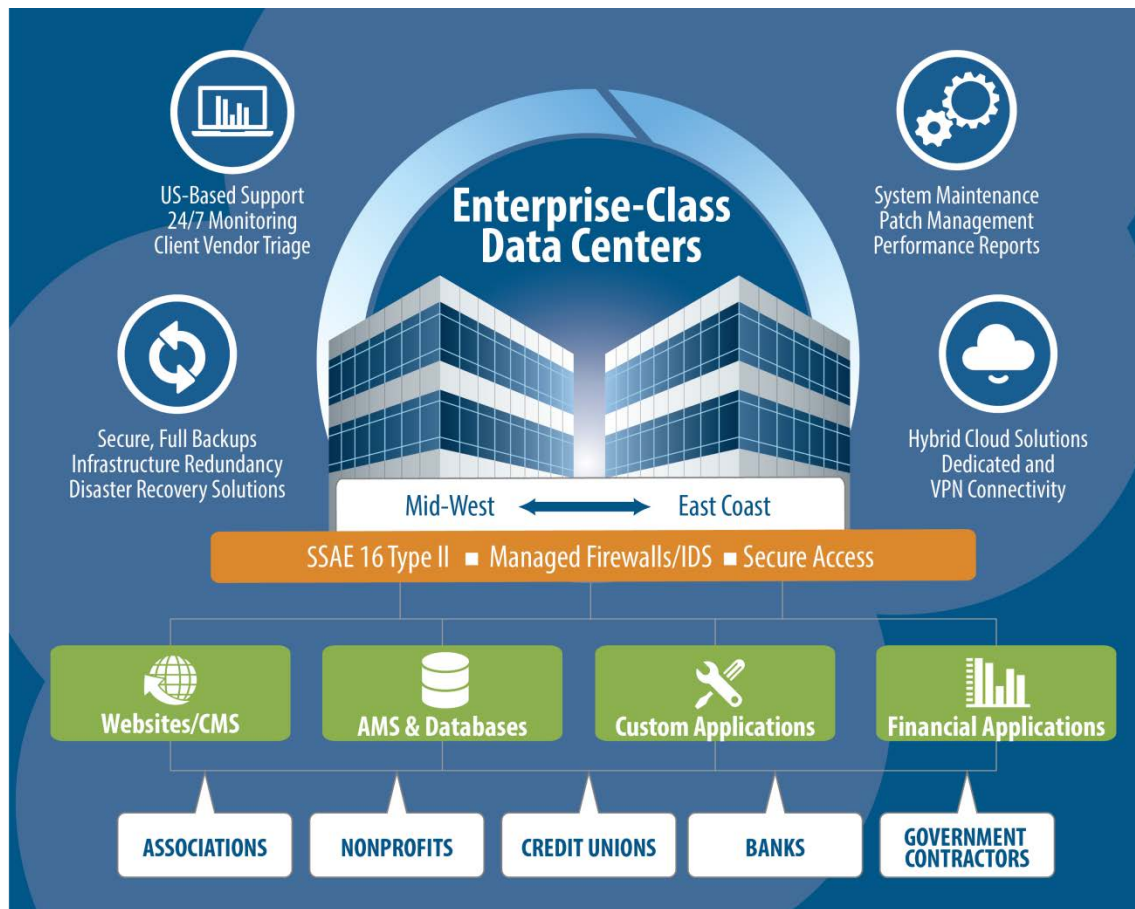 Enterprise-Class
Data Centers
US-Based Support
24/7 Monitoring
Client Vendor Triage
System Maintenance
Patch Management
Performance Reports
Secure, Full Backups
Infrastructure Redundancy
Disaster Recovery Solutions
Hybrid Cloud Solutions
Dedicated and
VPN Connectivity
Mid-West East Coast
SSAE 16 Type II ■ Managed Firewalls/IDS ■ Secure Access
Websites/CMS
AMS & Databases
Custom Applications
Financial Applications
ASSOCIATIONS
NONPROFITS
CREDIT UNIONS
BANKS
GOVERNMENT
CONTRACTORS